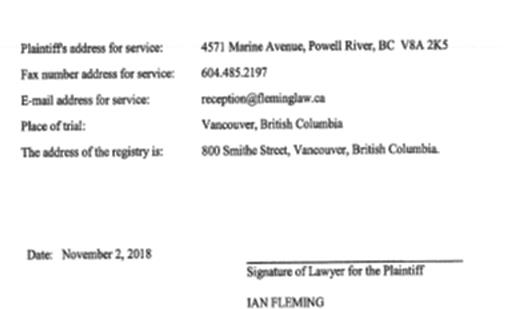 Plaintiff's address for service: 4571 Marine Avenue, Powell River, BC V8A 2K5
Fax number address for service: 604.485.2197
E-mail address for service: reception@fleminglaw.ca
Place of trial: Vancouver, British Columbia
The address of the registry is: 800 Smithe Street, Vancouver, British Columbia.
Date: November 2, 2018
Signature of Lawyer for the Plaintiff
IAN FLEMING